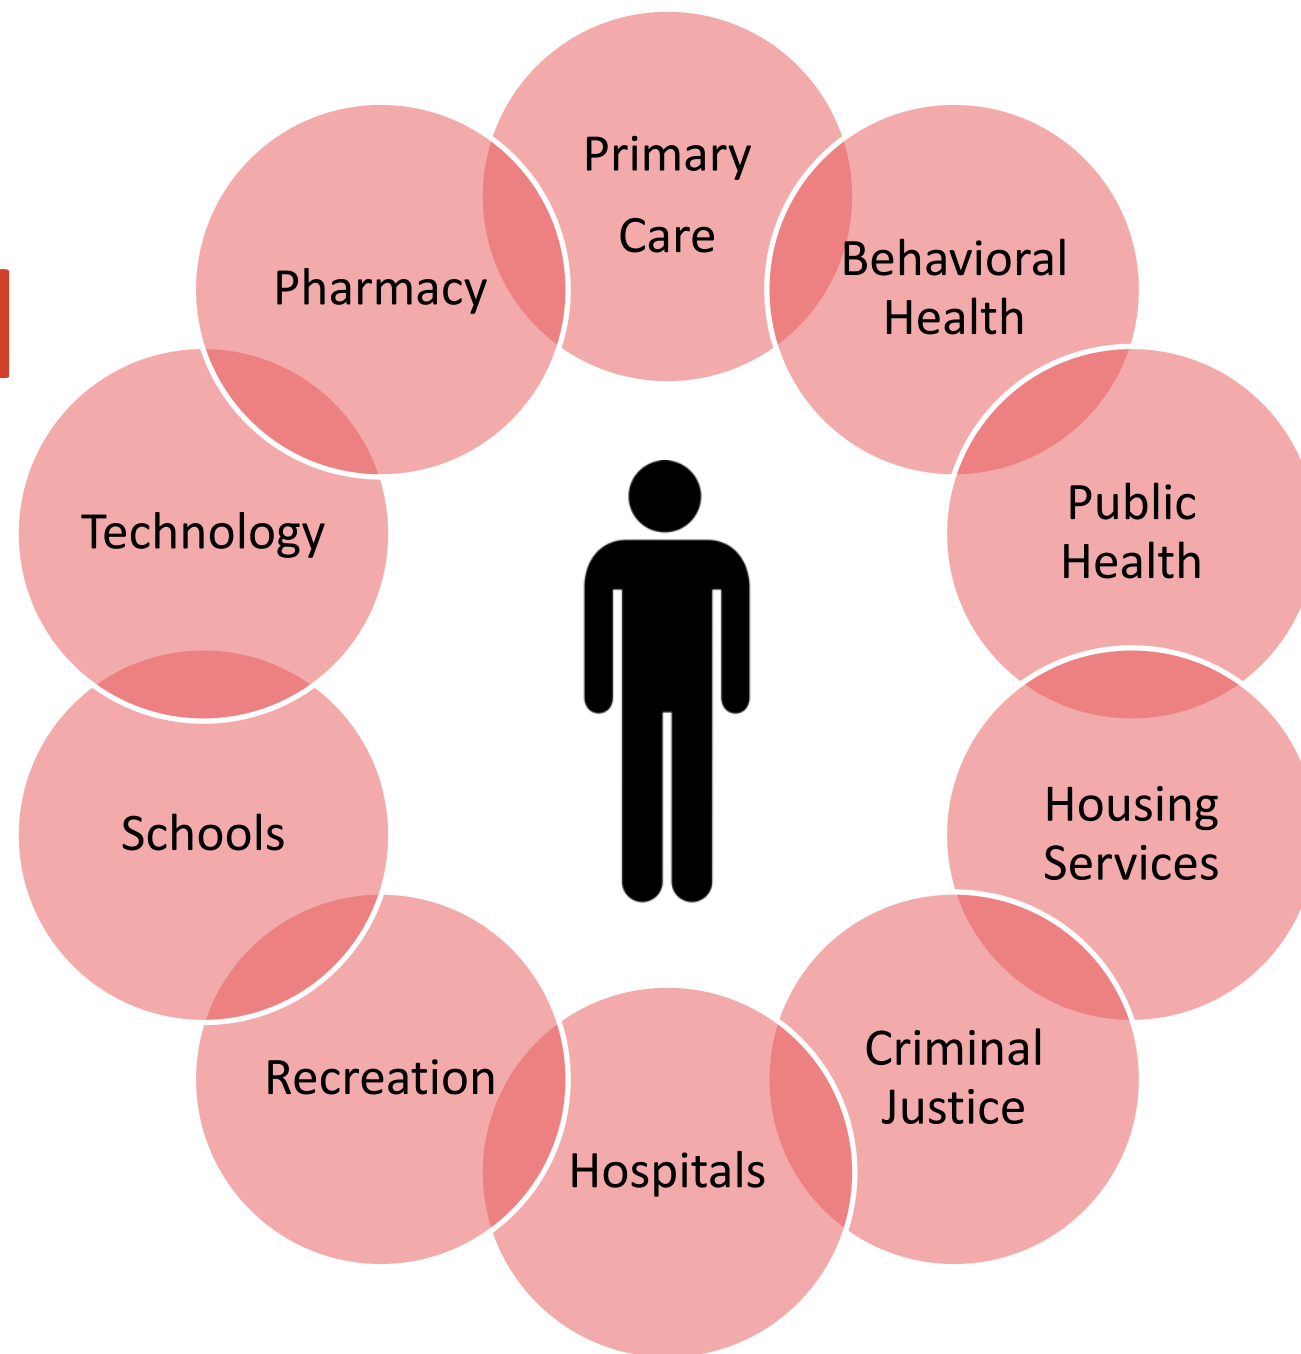 Primary
Care
Behavioral
Health
Public
Health
Housing
Services
Criminal
Justice
Hospitals
Recreation
Schools
Technology
Pharmacy